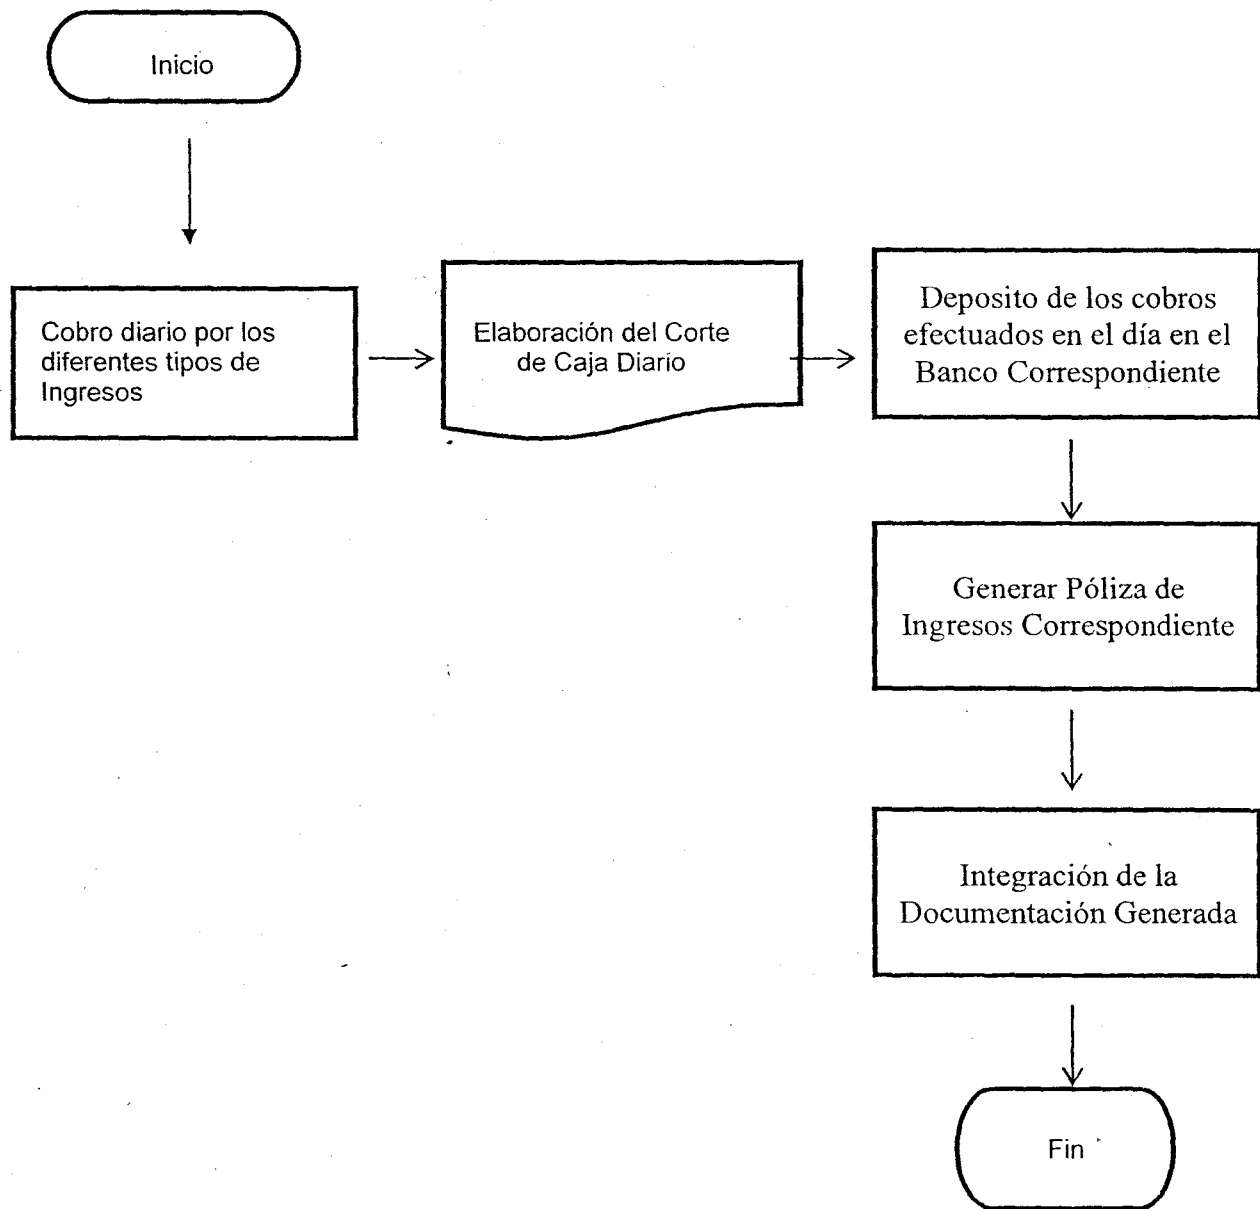 Inicio
Cobro diario por los
diferentes tipos de
Ingresos
Elaboración del Corte
de Caja Diario
Deposito de los cobros
efectuados en el día en el
Banco Correspondiente
Generar Póliza de
Ingresos Correspondiente
Integración de la
Documentación Generada
Fin